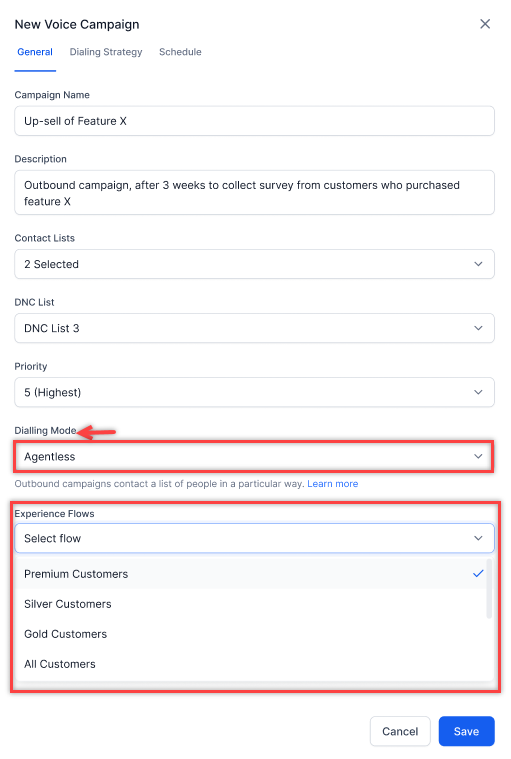 New Voice Campaign
General Dialing Strategy Schedule
Campaign Name
Up-sell of Feature X
Description
Outbound campaign, after 3 weeks to collect survey from customers who purchased
feature X
Contact Lists
2 Selected
DNC List
DNC List 3
Priority
5 (Highest)
Dialling Mode
Agentless
Outbound campaigns contact a list of people in a particular way. Learn more
Experience Flows
Select flow
Premium Customers
Silver Customers
Gold Customers
All Customers
Cancel Save